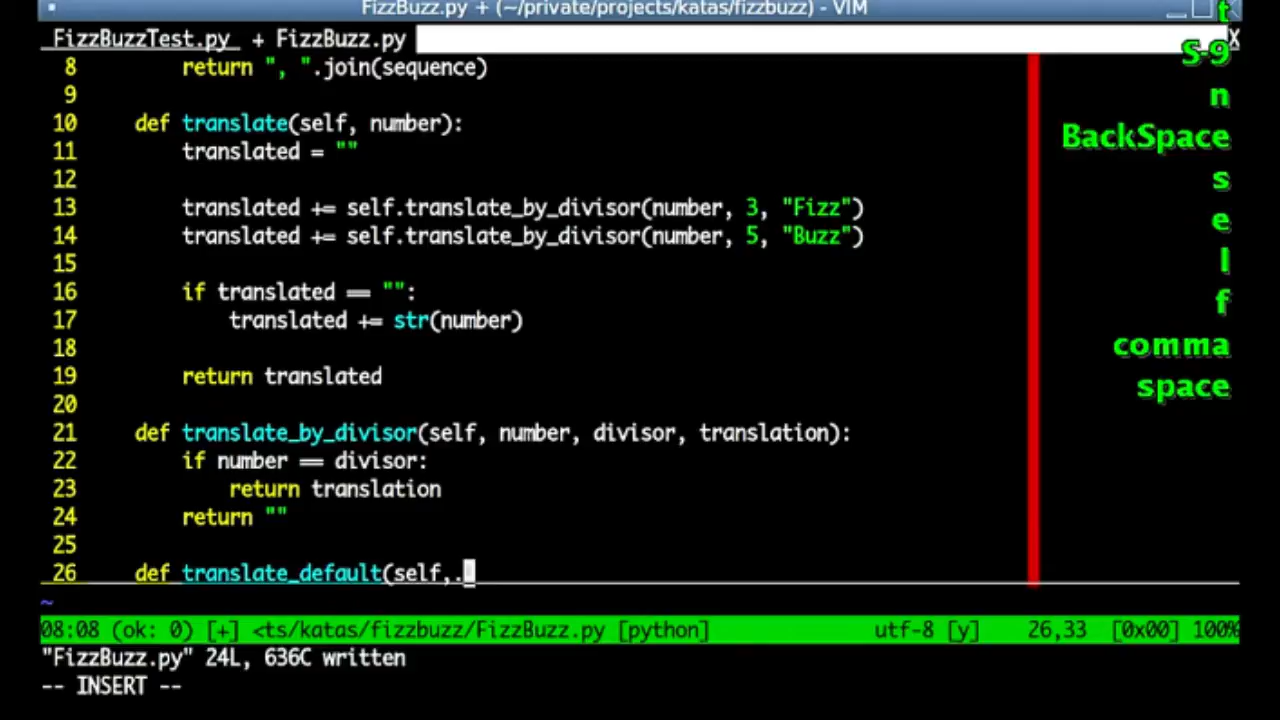 FizzBuzz.py + (~/private/projects/katas/fizzbuzz) - VIM
FizzBuzzTest.py + FizzBuzz.py X
8 return ", ".join(sequence)
9
10 def translate(self, number):
11 translated = ""
12
13 translated += self.translate_by_divisor(number, 3, "Fizz")
14 translated += self.translate_by_divisor(number, 5, "Buzz")
15
16 if translated == "":
17 translated += str(number)
18
19 return translated
20
21 def translate_by_divisor(self, number, divisor, translation):
22 if number == divisor:
23 return translation
24 return ""
25
26 def translate_default(self,.
~
08:08 (ok: 0) [+] <ts/katas/fizzbuzz/FizzBuzz.py [python] utf-8 [y] 26,33 [0x00] 100%
"FizzBuzz.py" 24L, 636C written
-- INSERT --
t
S-9
n
BackSpace
s
e
l
f
comma
space